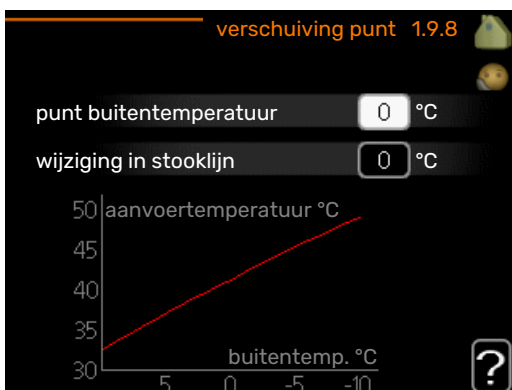 verschuiving punt 1.9.8
punt buitentemperatuur 0 °C
wijziging in stooklijn 0 °C
50 aanvoertemperatuur °C
45
40
35
buitentemp. °C
30
5 0 -5 -10
?